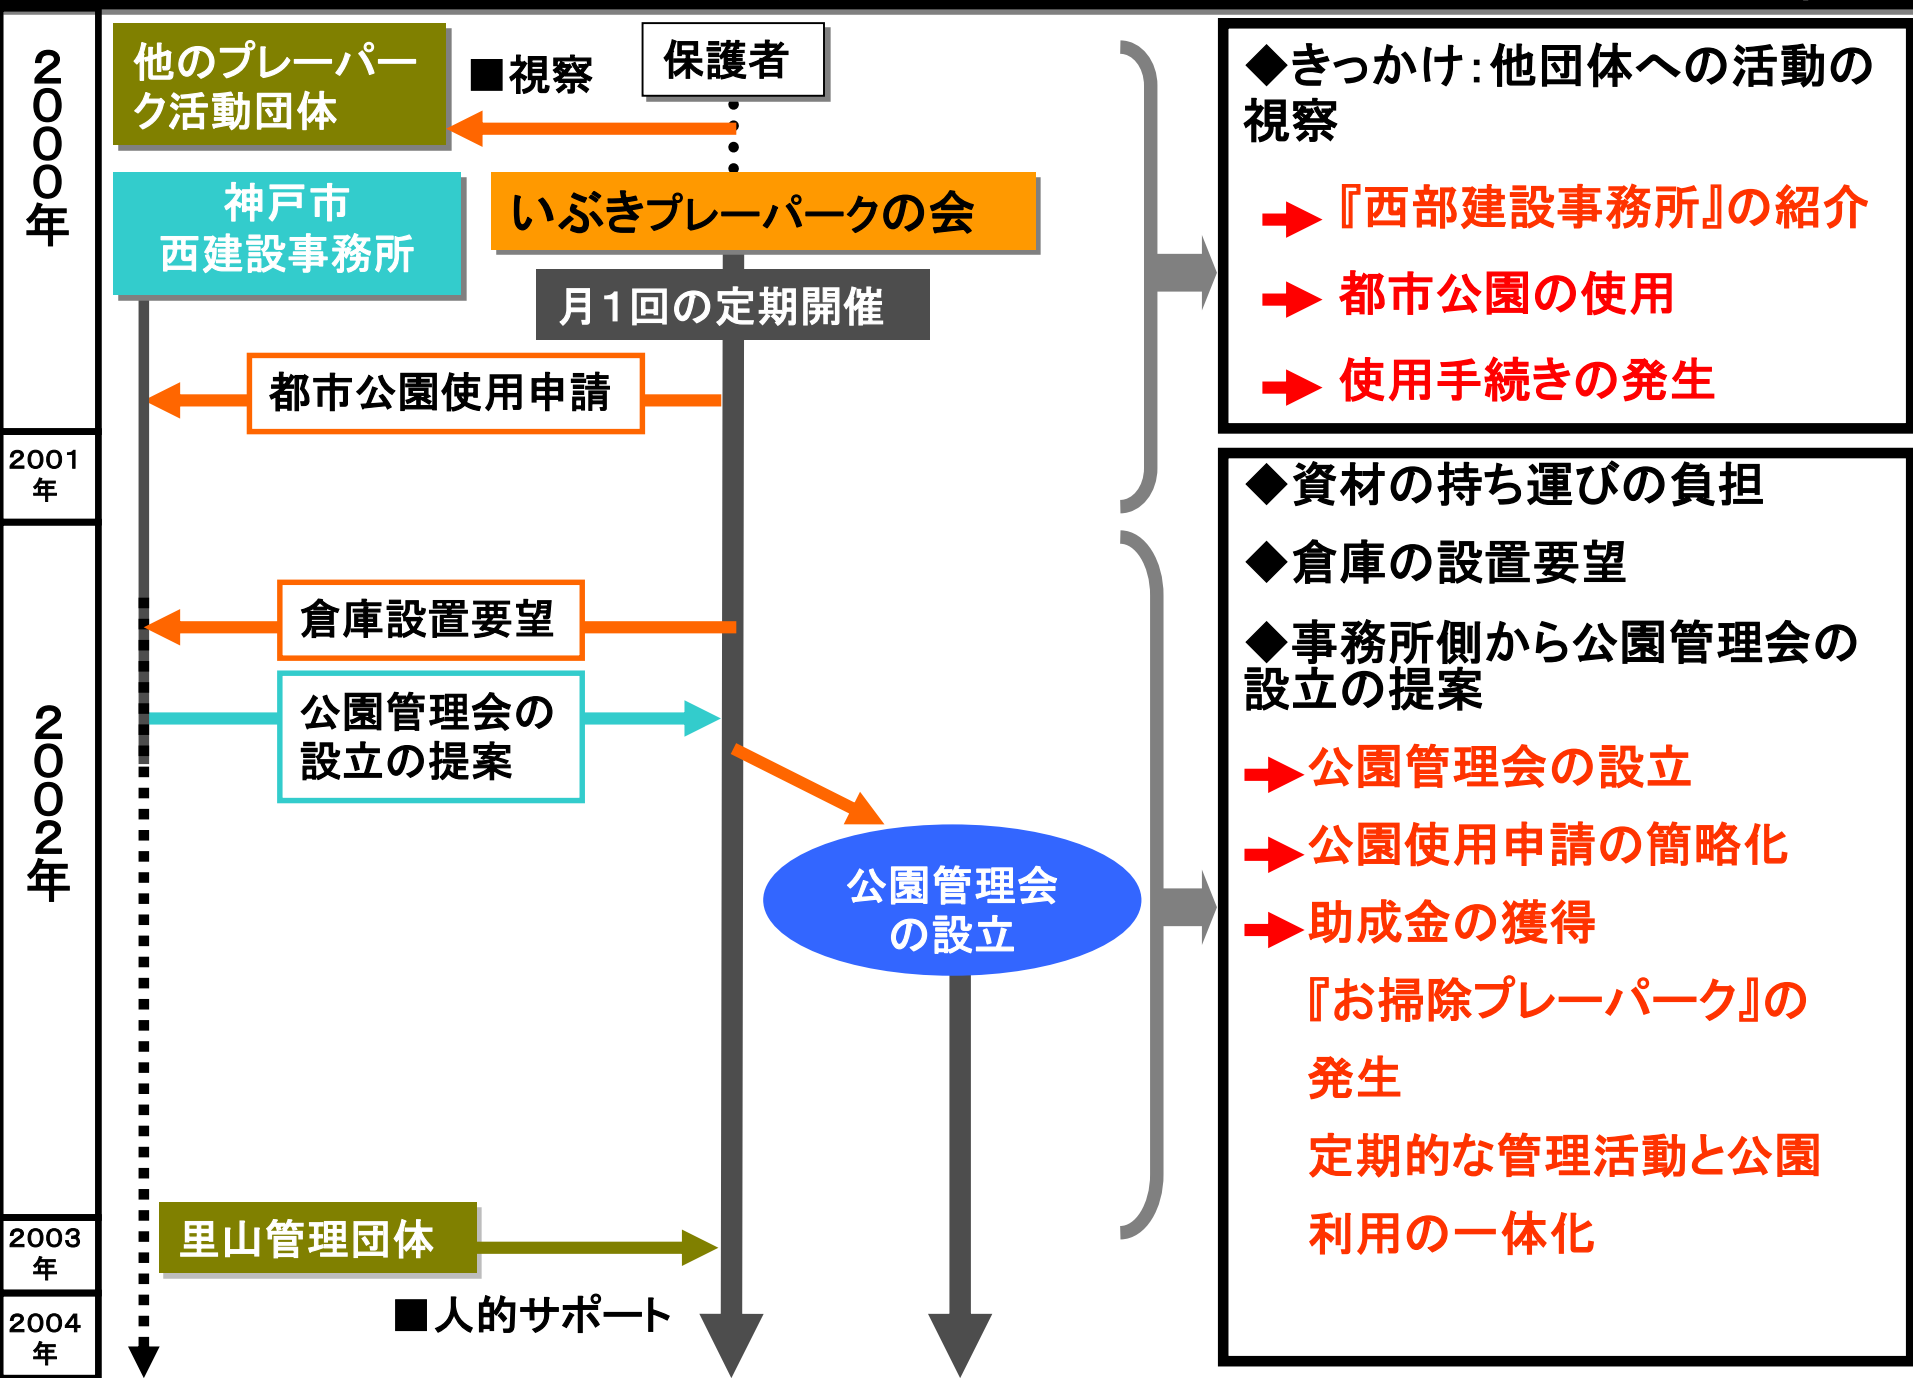 2000年
他のプレーパー
ク活動団体
■視察
保護者
神戸市
西建設事務所
いぶきプレーパークの会
月1回の定期開催
都市公園使用申請
2001
年
2002年
倉庫設置要望
公園管理会の
設立の提案
公園管理会
の設立
2003
年
里山管理団体
■人的サポート
2004
年
◆きっかけ:他団体への活動の
視察
『西部建設事務所』の紹介
都市公園の使用
使用手続きの発生
◆資材の持ち運びの負担
◆倉庫の設置要望
◆事務所側から公園管理会の
設立の提案
公園管理会の設立
公園使用申請の簡略化
助成金の獲得
『お掃除プレーパーク』の
発生
定期的な管理活動と公園
利用の一体化